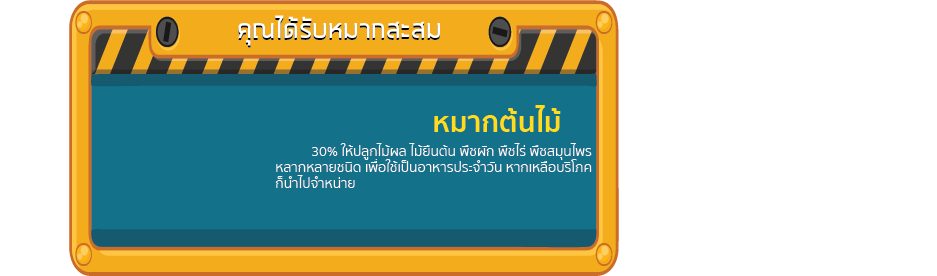 คุณได้รับหมากสะสม
หมากต้นไม้
30% ให้ปลูกไม้ผล ไม้ยืนต้น พืชผัก พืชไร่ พืชสมุนไพร
หลากหลายชนิด เพื่อใช้เป็นอาหารประจำวัน หากเหลือบริโภค
ก็นำไปจำหน่าย